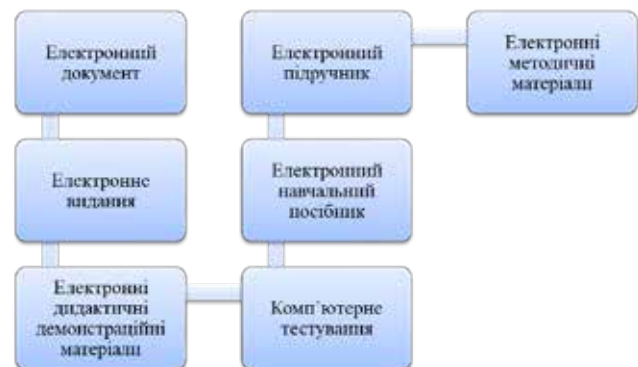 Електронний
документ
Електронне
видання
Електронні
дидактичні
демонстраційні
матеріали
Комп`ютерне
тестування
Електронний
навчальний
посібник
Електронний
підручник
Електронні
методичні
матеріали